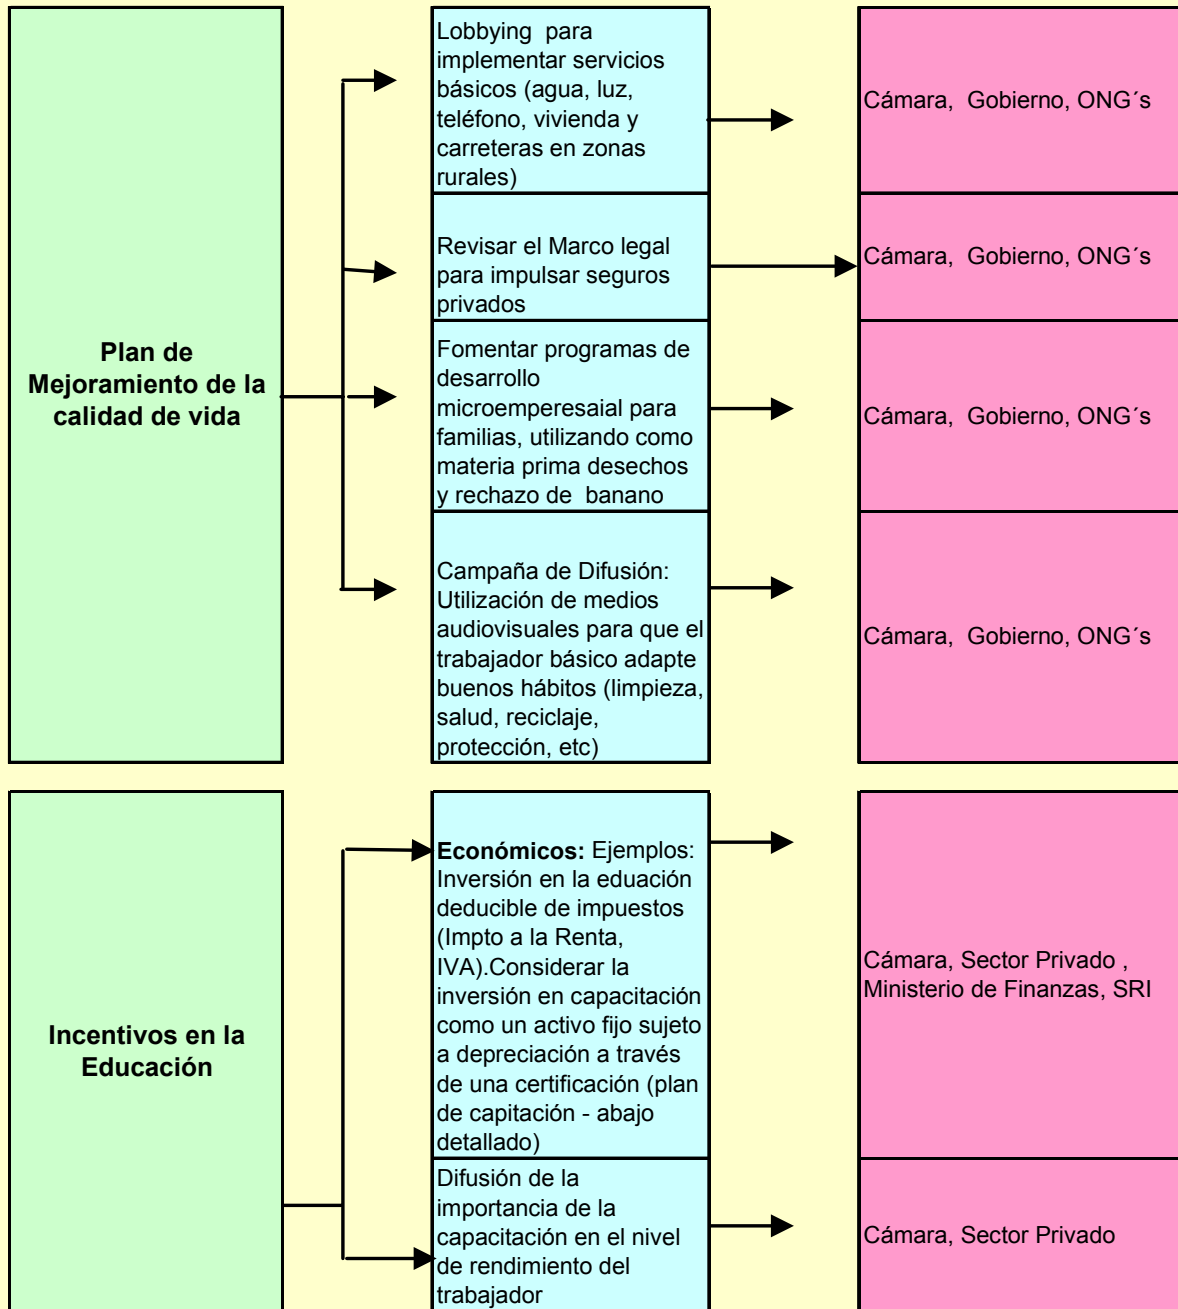 Plan de
Mejoramiento de la
calidad de vida
Lobbying para
implementar servicios
básicos (agua, luz,
teléfono, vivienda y
carreteras en zonas
rurales)
Cámara, Gobierno, ONG´s
Revisar el Marco legal
para impulsar seguros
privados
Cámara, Gobierno, ONG´s
Fomentar programas de
desarrollo
microemperesaial para
familias, utilizando como
materia prima desechos
y rechazo de banano
Cámara, Gobierno, ONG´s
Campaña de Difusión:
Utilización de medios
audiovisuales para que el
trabajador básico adapte
buenos hábitos (limpieza,
salud, reciclaje,
protección, etc)
Cámara, Gobierno, ONG´s
Incentivos en la
Educación
Económicos: Ejemplos:
Inversión en la eduación
deducible de impuestos
(Impto a la Renta,
IVA).Considerar la
inversión en capacitación
como un activo fijo sujeto
a depreciación a través
de una certificación (plan
de capitación - abajo
detallado)
Cámara, Sector Privado ,
Ministerio de Finanzas, SRI
Difusión de la
importancia de la
capacitación en el nivel
de rendimiento del
trabajador
Cámara, Sector Privado